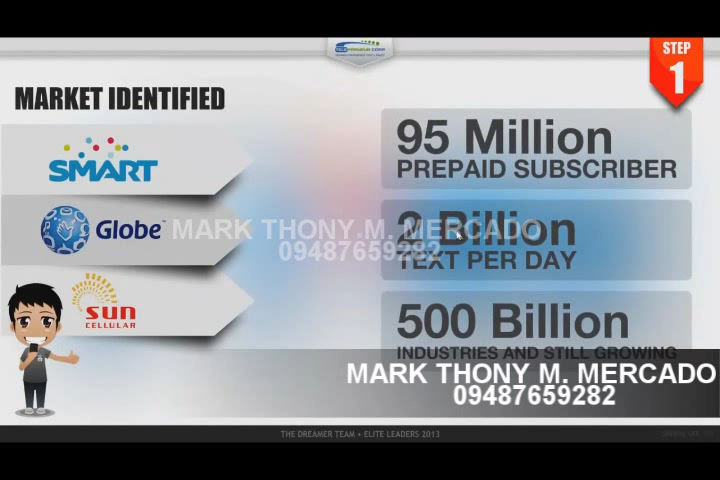 STEP
1
MARKET IDENTIFIED
SMART
Globe
sun
CELLULAR
95 Million
PREPAID SUBSCRIBER
2 Billion
TEXT PER DAY
500 Billion
INDUSTRIES AND STILL GROWING
MARK THONY M. MERCADO
09487659282
MARK THONY M. MERCADO
09487659282
THE DREAMER TEAM • ELITE LEADERS 2013